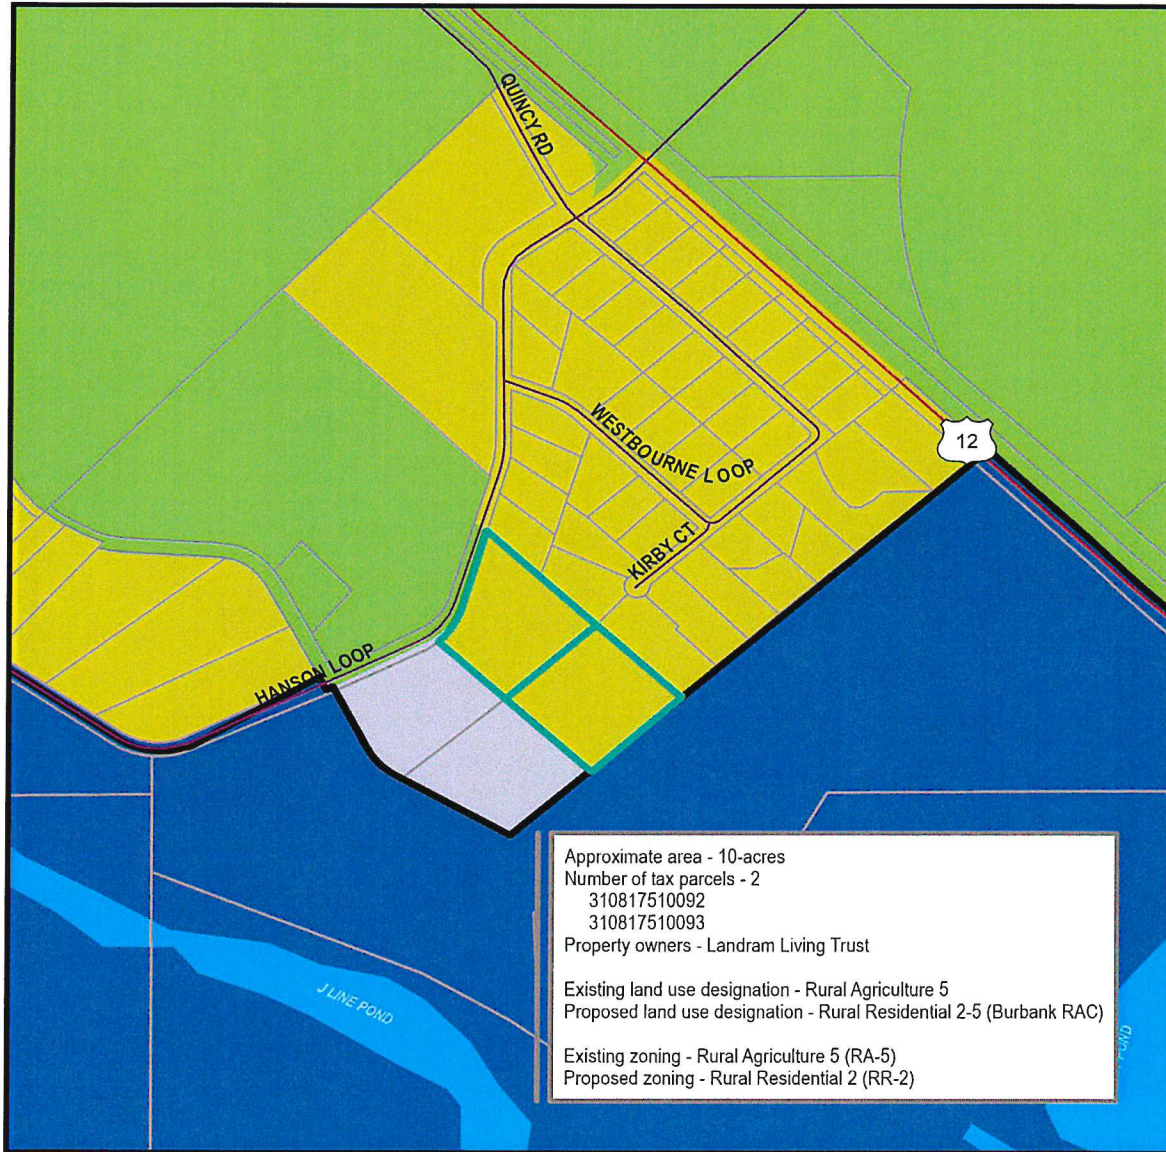 QUINCY RD
12
WESTBOURNE LOOP
KIRBY CT
HANSON LOOP
J LINE POND
Approximate area - 10-acres
Number of tax parcels - 2
310817510092
310817510093
Property owners - Landram Living Trust
Existing land use designation - Rural Agriculture 5
Proposed land use designation - Rural Residential 2-5 (Burbank RAC)
Existing zoning - Rural Agriculture 5 (RA-5)
Proposed zoning - Rural Residential 2 (RR-2)
POND